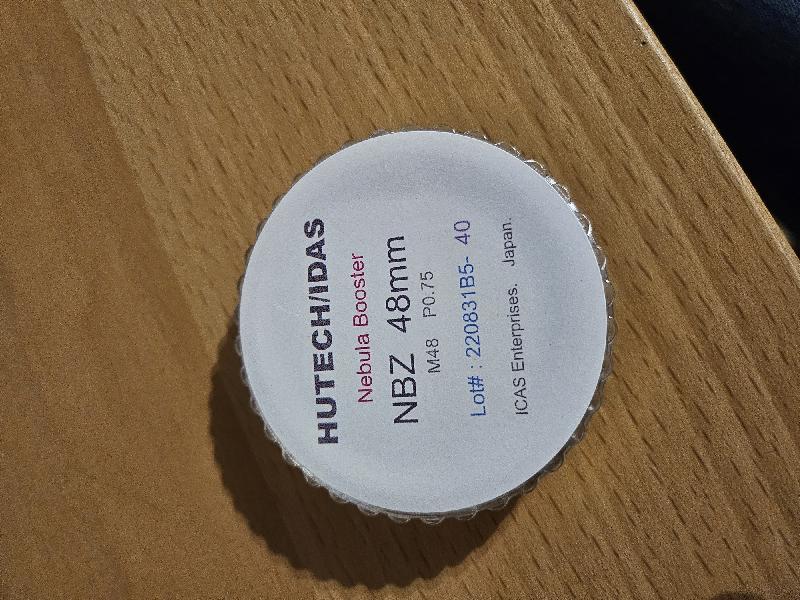 HUTECH/IDAS
Nebula Booster
NBZ 48mm
M48 P0.75
Lot# : 220831B5- 40
ICAS Enterprises. Japan.